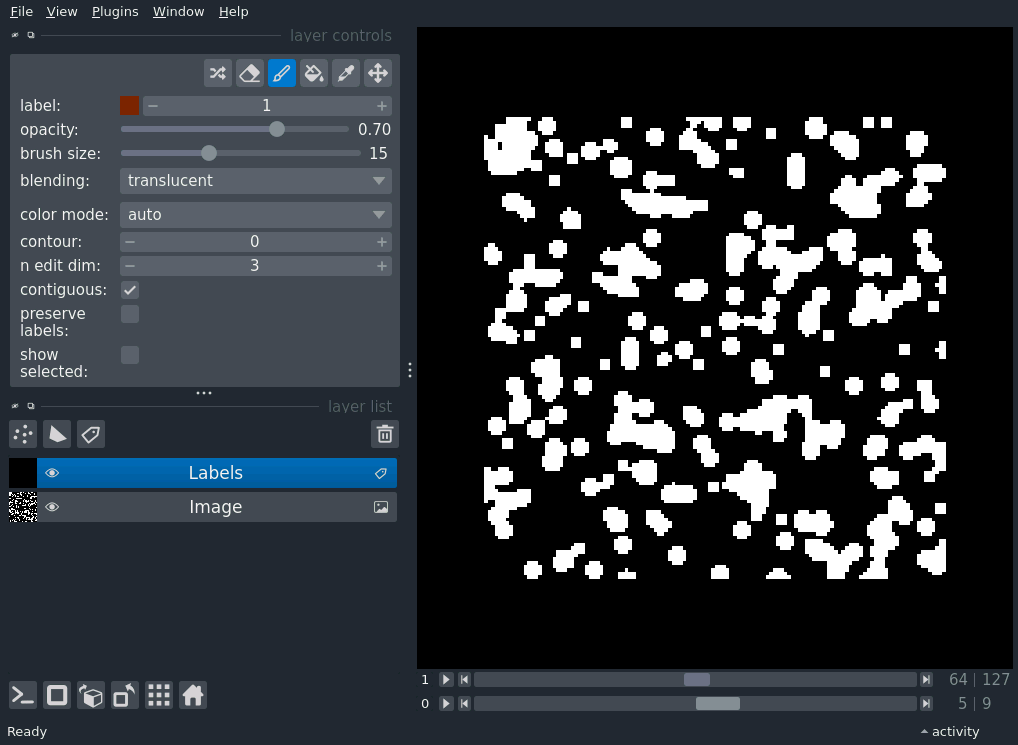 File View Plugins Window Help
layer controls
label: 1
opacity: 0.70
brush size: 15
blending: translucent
color mode: auto
contour: 0
n edit dim: 3
contiguous:
preserve
labels:
show
selected:
layer list
Labels
Image
1 64 | 127
0 5 | 9
Ready activity